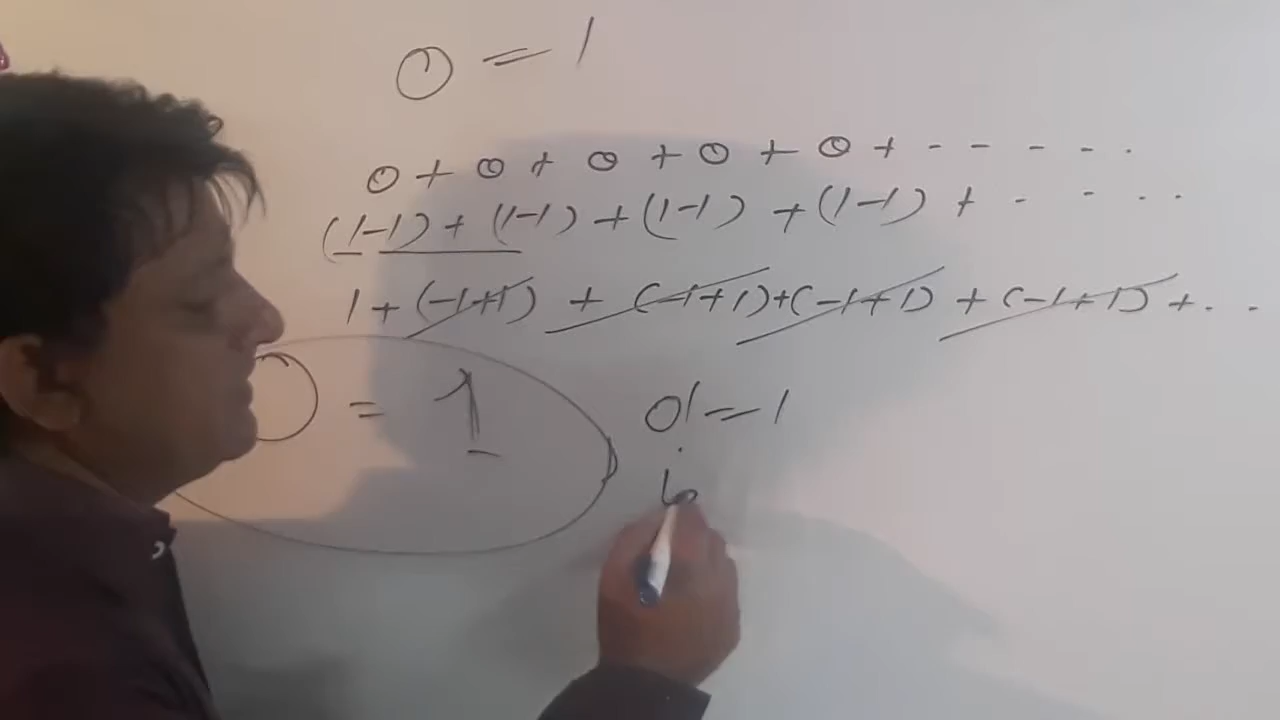 0 = 1
0 + 0 + 0 + 0 + 0 + - - - - .
(1-1) + (1-1) + (1-1) + (1-1) + - - - .
1 + (-1+1) + (-1+1)+(-1+1) + (-1+1) + . . -
0 = 1
0! = 1